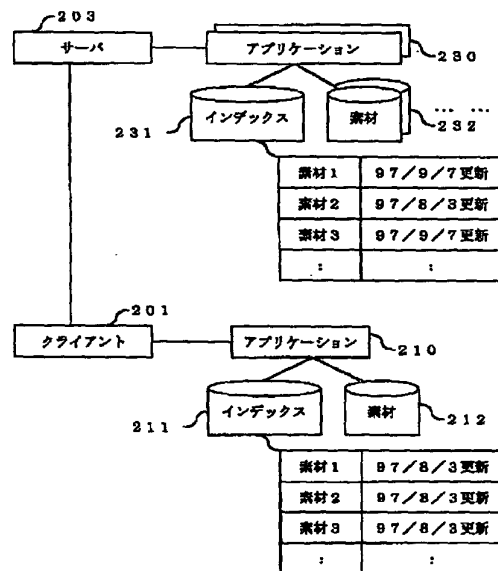 203
サーバ
アプリケーション
230
インデックス
素材
… …
231
232
素材1 97/9/7更新
素材2 97/8/3更新
素材3 97/9/7更新
: :
201
クライアント
アプリケーション
210
インデックス
素材
211
212
素材1 97/8/3更新
素材2 97/8/3更新
素材3 97/8/3更新
: :